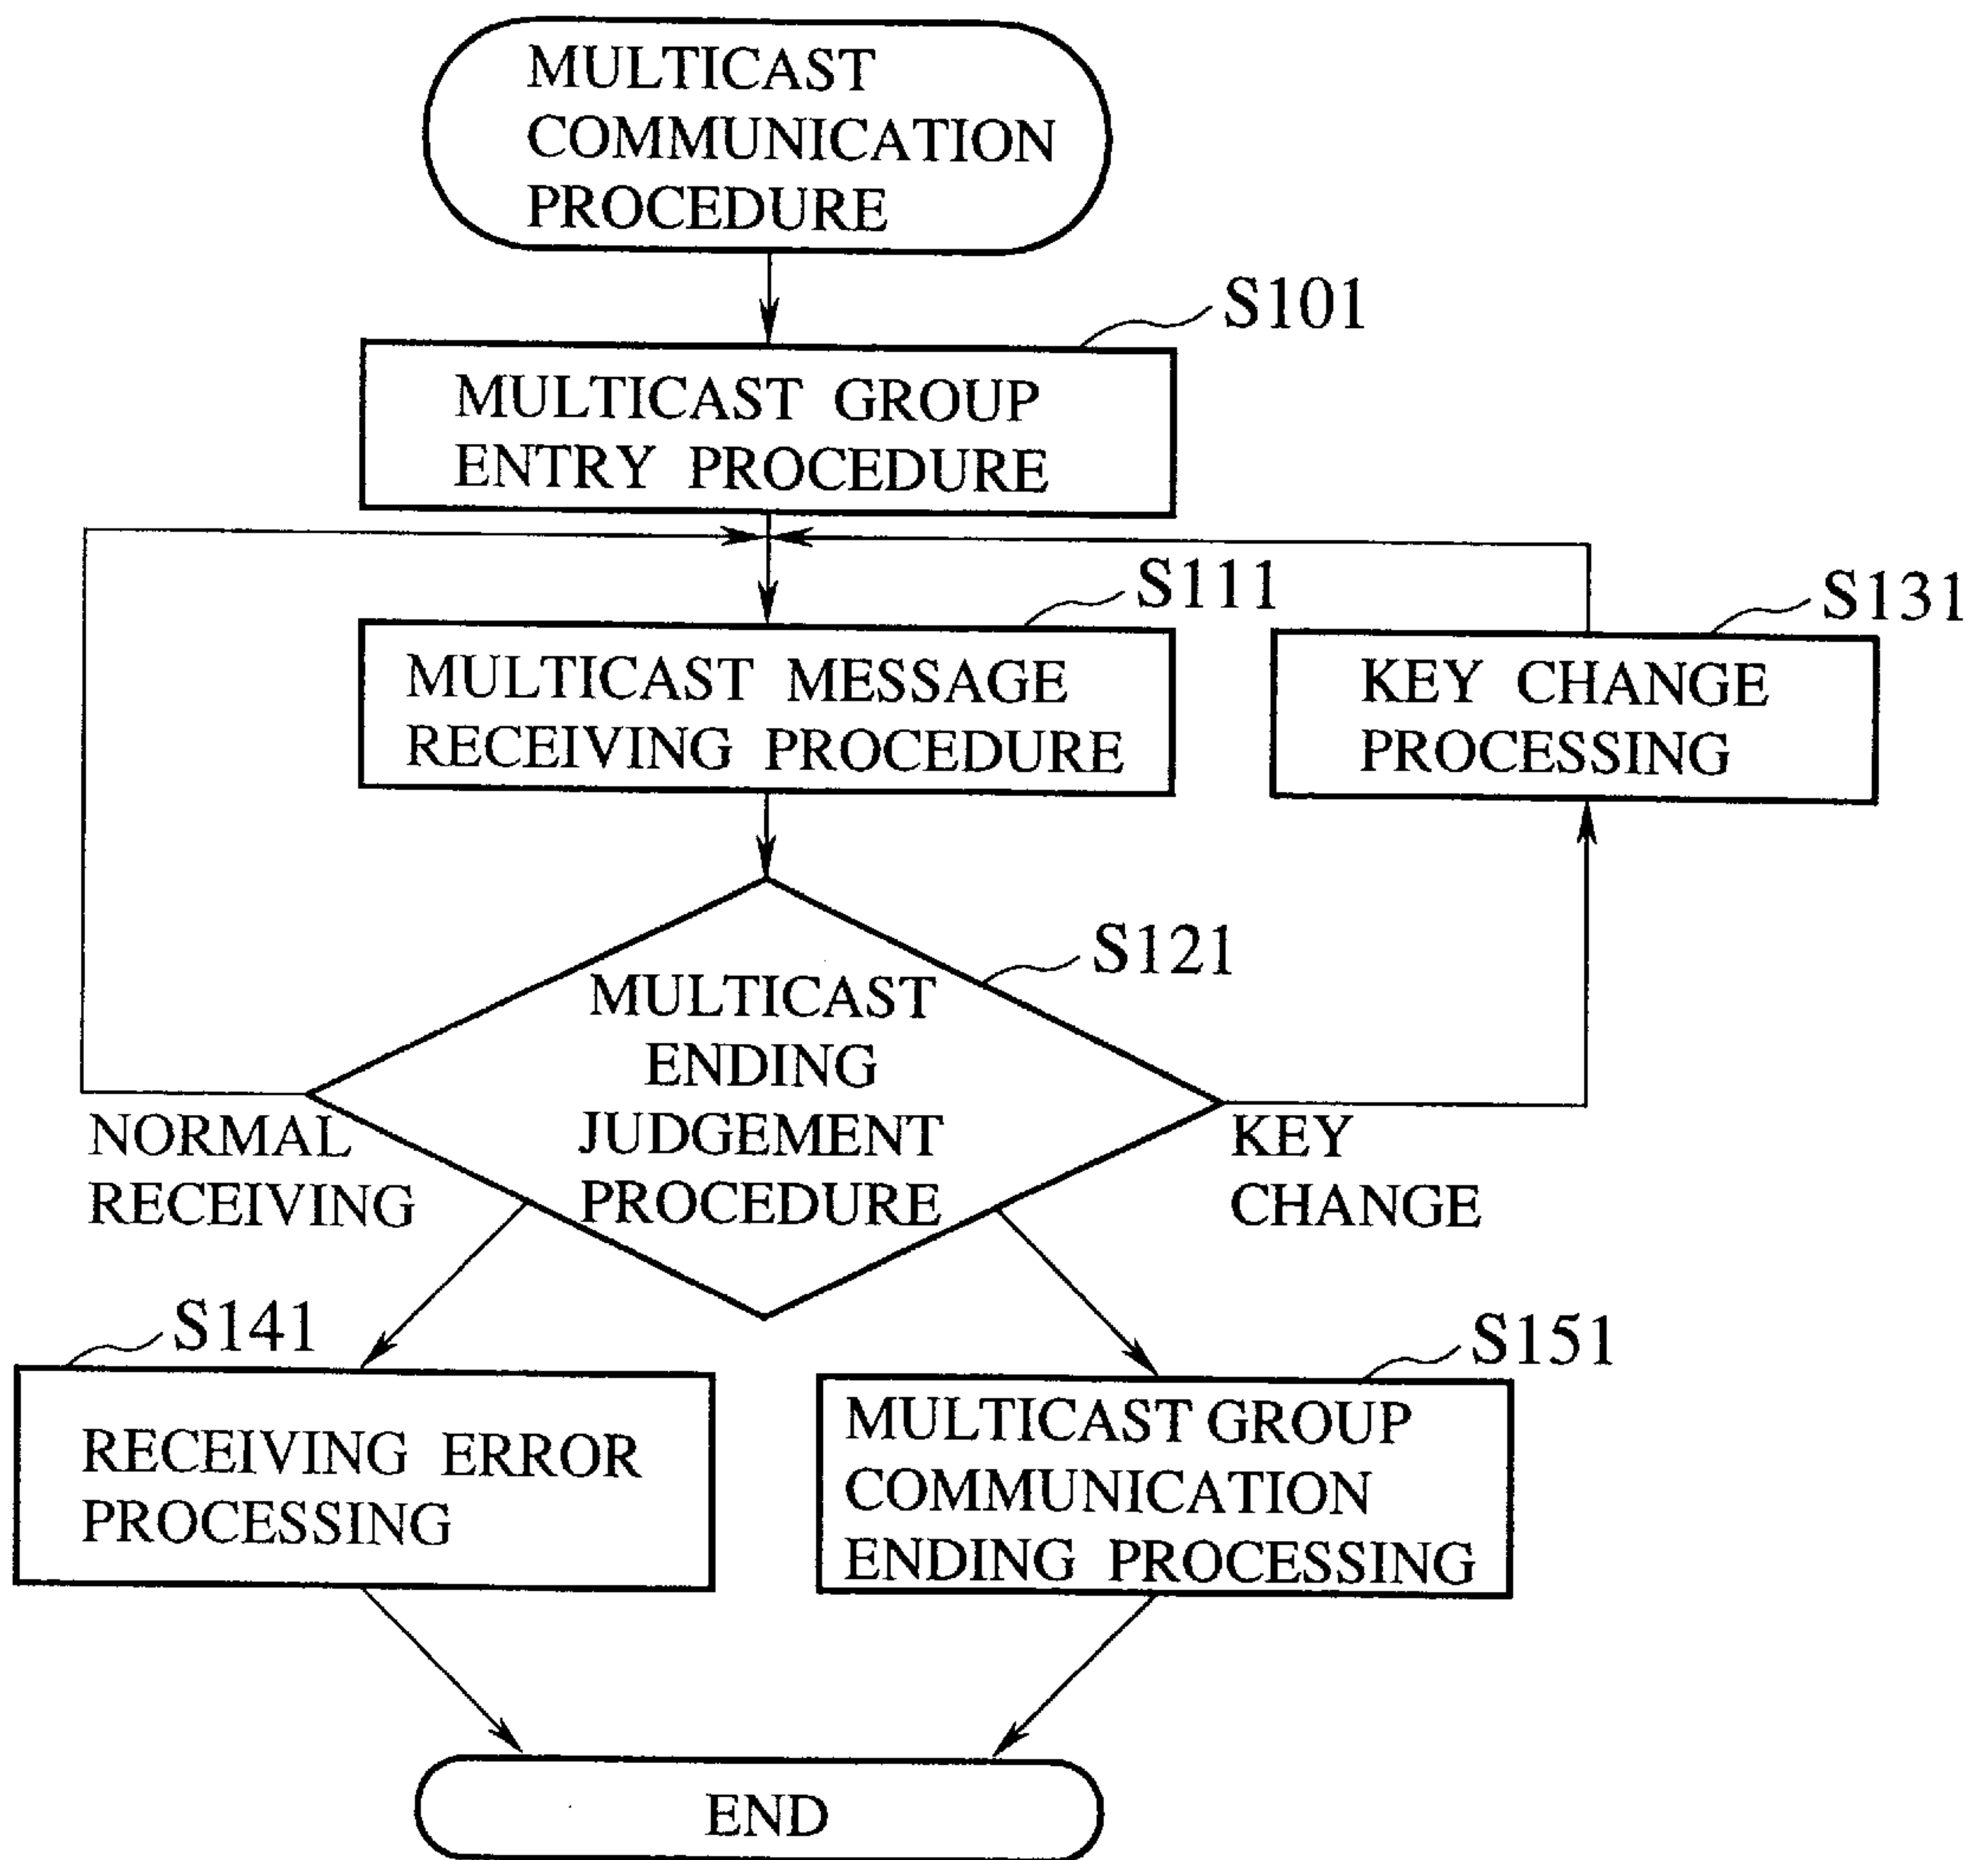 MULTICAST
COMMUNICATION
PROCEDURE
S101
MULTICAST GROUP
ENTRY PROCEDURE
S111
MULTICAST MESSAGE
RECEIVING PROCEDURE
S131
KEY CHANGE
PROCESSING
S121
MULTICAST
ENDING
JUDGEMENT
PROCEDURE
NORMAL
RECEIVING
KEY
CHANGE
S141
RECEIVING ERROR
PROCESSING
S151
MULTICAST GROUP
COMMUNICATION
ENDING PROCESSING
END